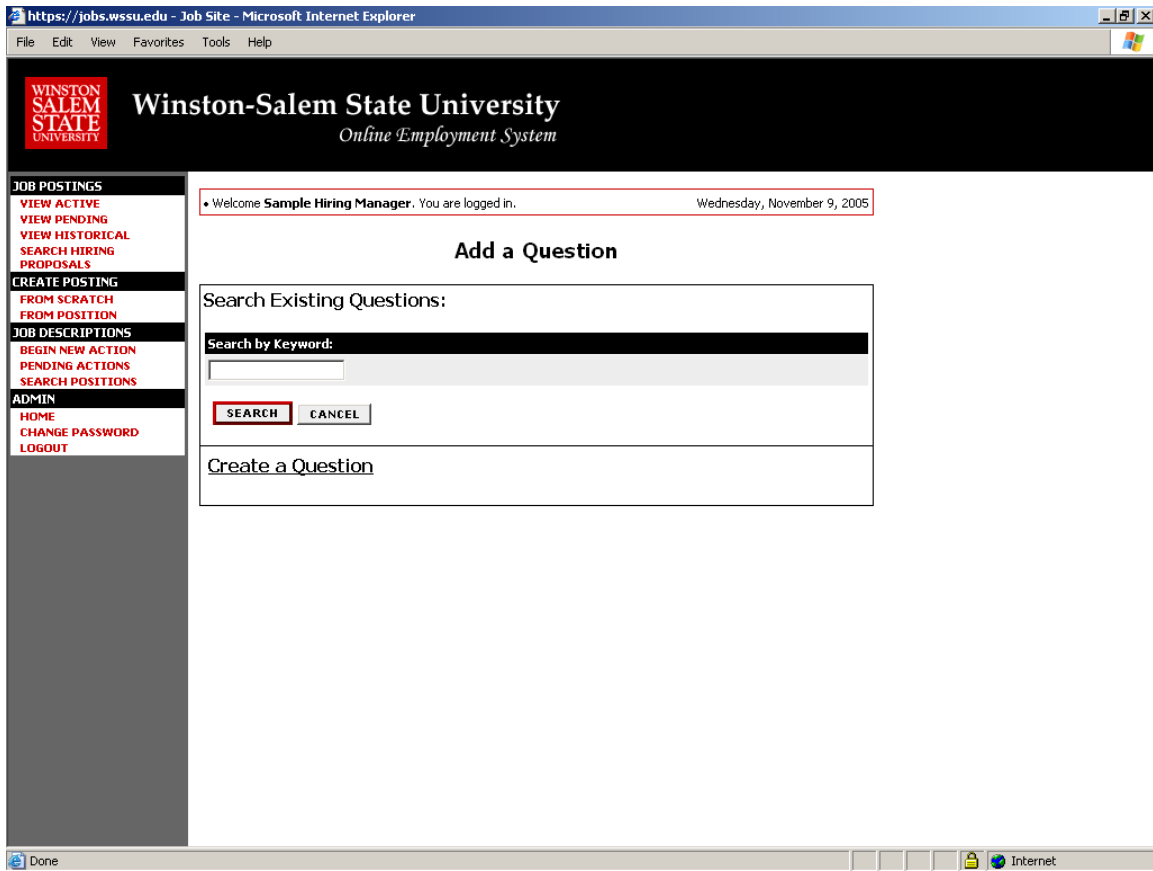 https://jobs.wssu.edu - Job Site - Microsoft Internet Explorer
File Edit View Favorites Tools Help
WINSTON
SALEM
STATE
UNIVERSITY
Winston-Salem State University
Online Employment System
JOB POSTINGS
VIEW ACTIVE
VIEW PENDING
VIEW HISTORICAL
SEARCH HIRING
PROPOSALS
CREATE POSTING
FROM SCRATCH
FROM POSITION
JOB DESCRIPTIONS
BEGIN NEW ACTION
PENDING ACTIONS
SEARCH POSITIONS
ADMIN
HOME
CHANGE PASSWORD
LOGOUT
• Welcome Sample Hiring Manager. You are logged in. Wednesday, November 9, 2005
Add a Question
Search Existing Questions:
Search by Keyword:
SEARCH CANCEL
Create a Question
Done Internet